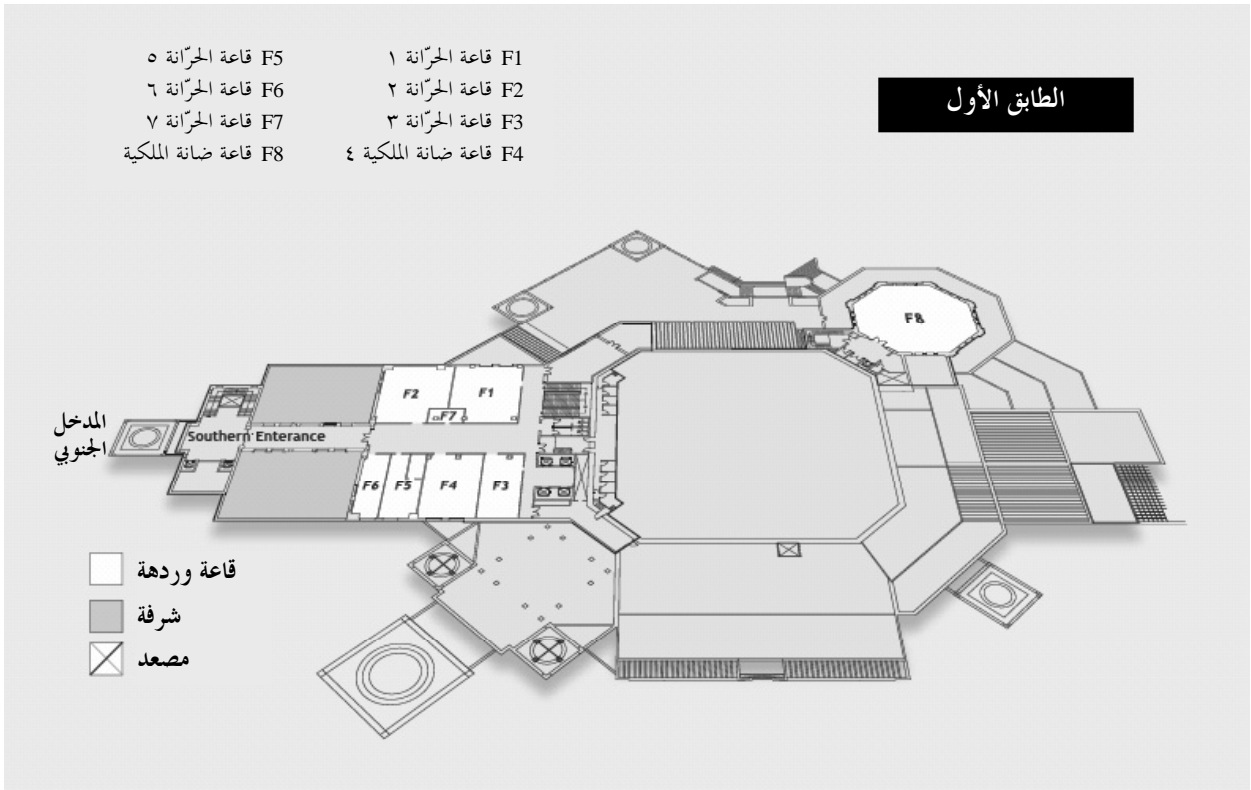 الطابق الأول
F1 قاعة الحرّانة ١
F2 قاعة الحرّانة ٢
F3 قاعة الحرّانة ٣
F4 قاعة ضانة الملكية ٤
F5 قاعة الحرّانة ٥
F6 قاعة الحرّانة ٦
F7 قاعة الحرّانة ٧
F8 قاعة ضانة الملكية
F8
F2
F1
F7
المدخل
الجنوبي
Southern Enterance
F6
F5
F4
F3
قاعة وردهة
شرفة
مصعد